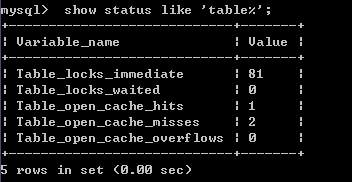 mysql>  show status like 'table%';
+----------------------------+-------+
| Variable_name              | Value |
+----------------------------+-------+
| Table_locks_immediate      | 81    |
| Table_locks_waited         | 0     |
| Table_open_cache_hits      | 1     |
| Table_open_cache_misses    | 2     |
| Table_open_cache_overflows | 0     |
+----------------------------+-------+
5 rows in set (0.00 sec)